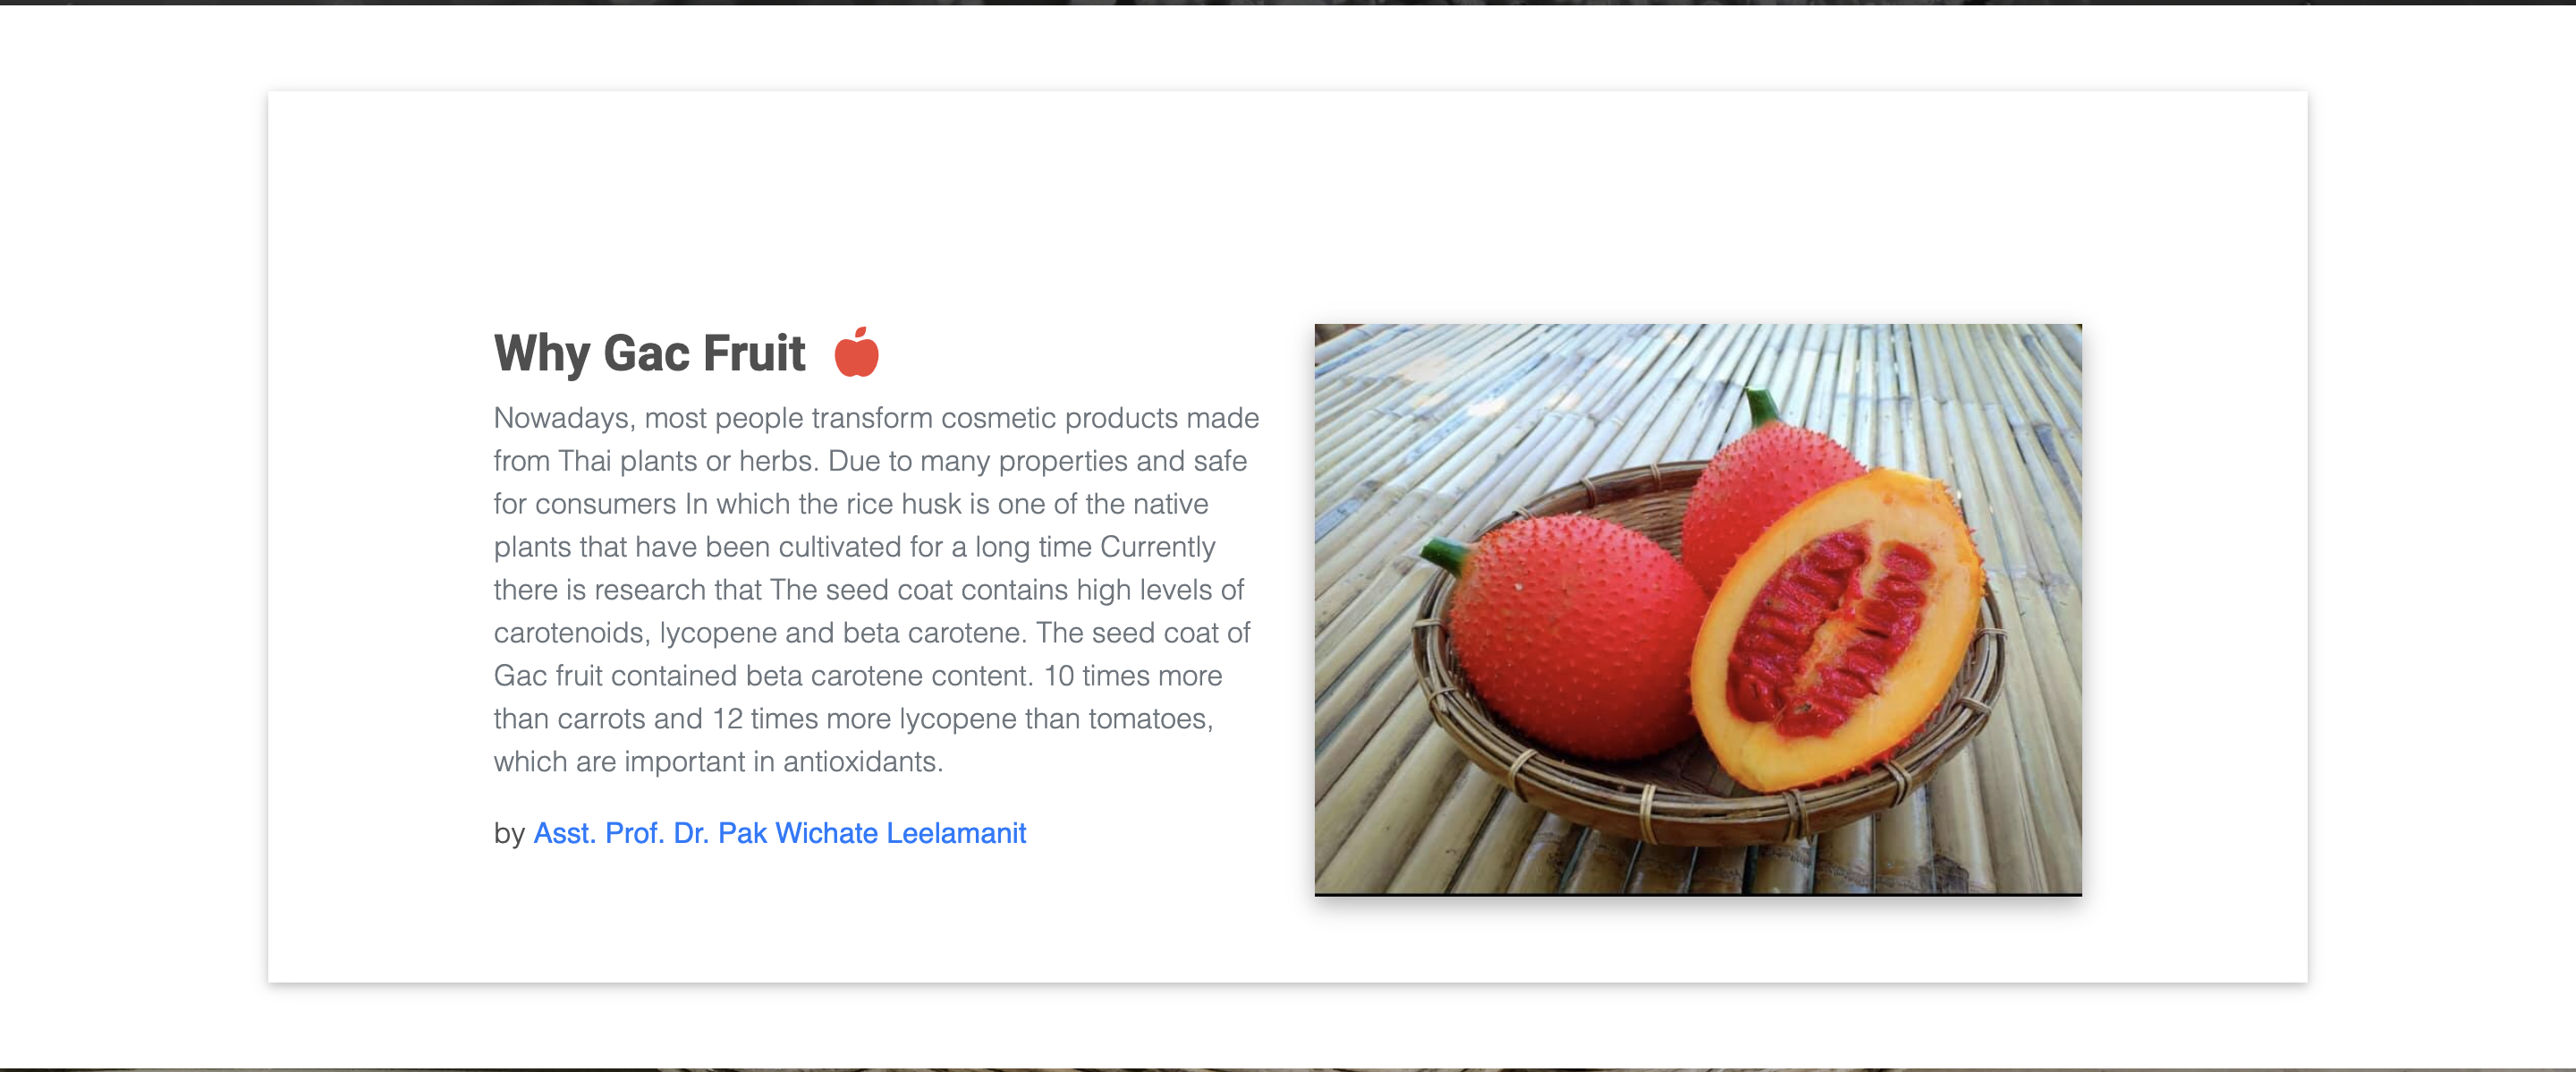 Why Gac Fruit
Nowadays, most people transform cosmetic products made
from Thai plants or herbs. Due to many properties and safe
for consumers In which the rice husk is one of the native
plants that have been cultivated for a long time Currently
there is research that The seed coat contains high levels of
carotenoids, lycopene and beta carotene. The seed coat of
Gac fruit contained beta carotene content. 10 times more
than carrots and 12 times more lycopene than tomatoes,
which are important in antioxidants.
by Asst. Prof. Dr. Pak Wichate Leelamanit